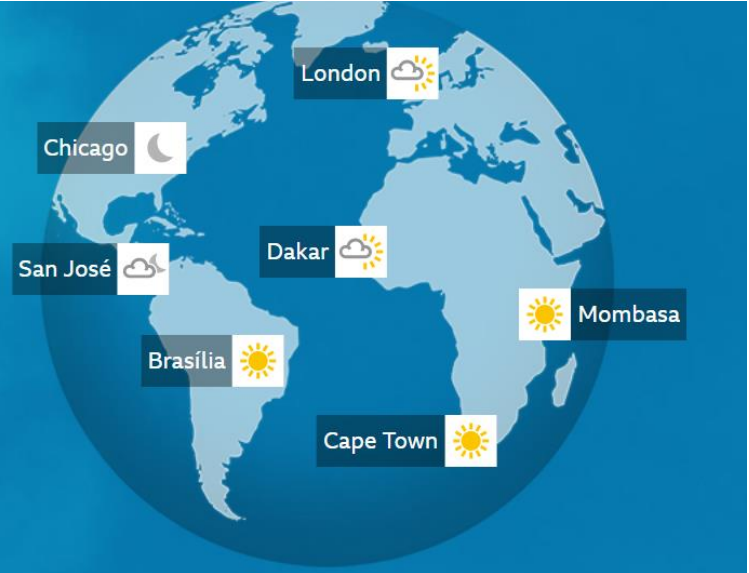 London
Chicago
Dakar
San José
Mombasa
Brasília
Cape Town